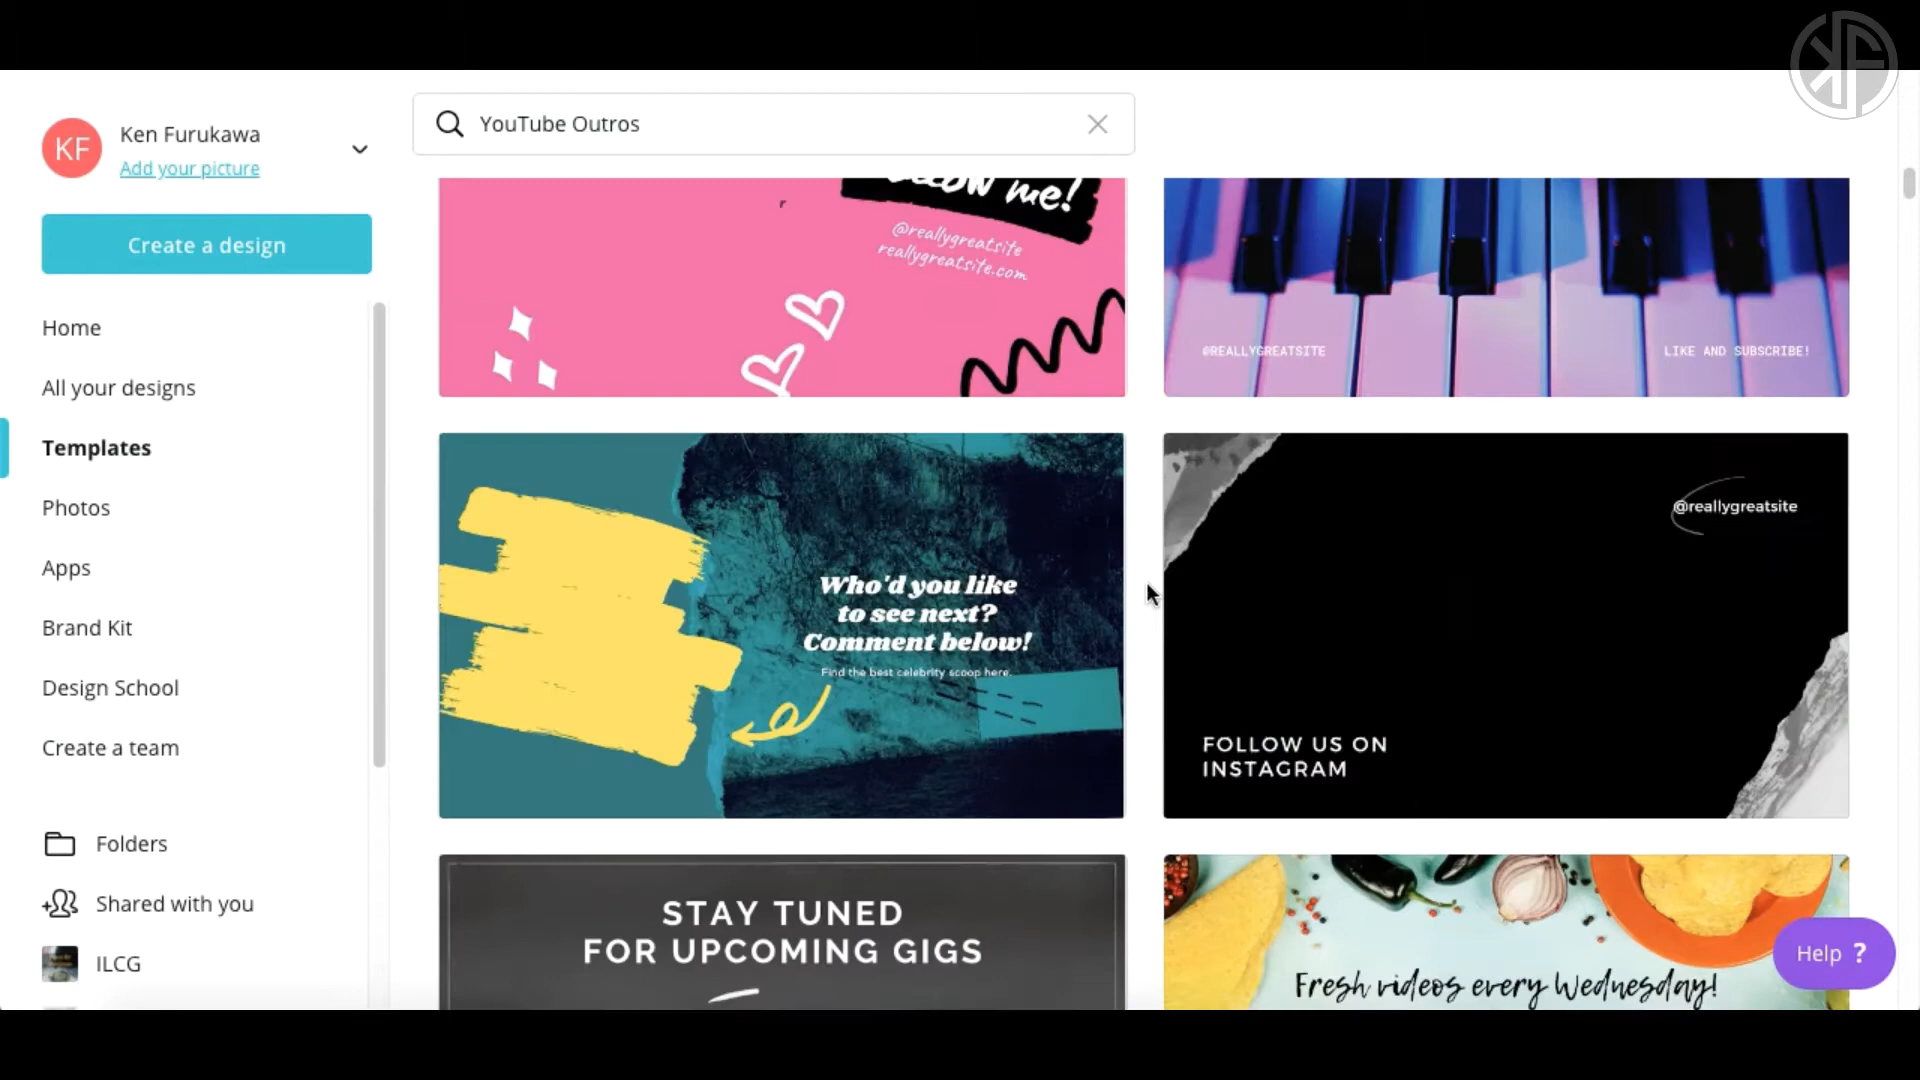 KF
Ken Furukawa
Add your picture
YouTube Outros
Create a design
Home
All your designs
Templates
Photos
Apps
Brand Kit
Design School
Create a team
Folders
Shared with you
ILCG
me!
@reallygreatsite
reallygreatsite.com
@REALLYGREATSITE
LIKE AND SUBSCRIBE!
Who'd you like
to see next?
Comment below!
Find the best celebrity scoop here.
@reallygreatsite
FOLLOW US ON
INSTAGRAM
STAY TUNED
FOR UPCOMING GIGS
Fresh videos every Wednesday!
Help ?
KF